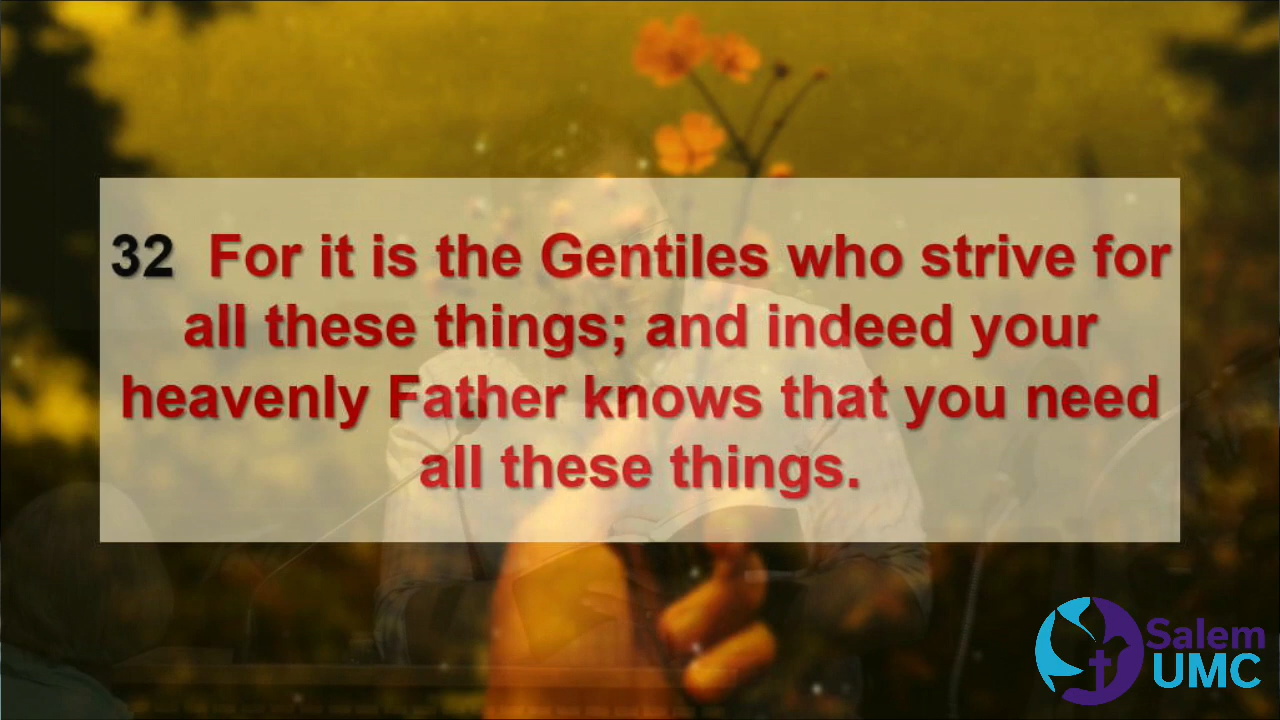 32 For it is the Gentiles who strive for
all these things; and indeed your
heavenly Father knows that you need
all these things.
Salem
UMC